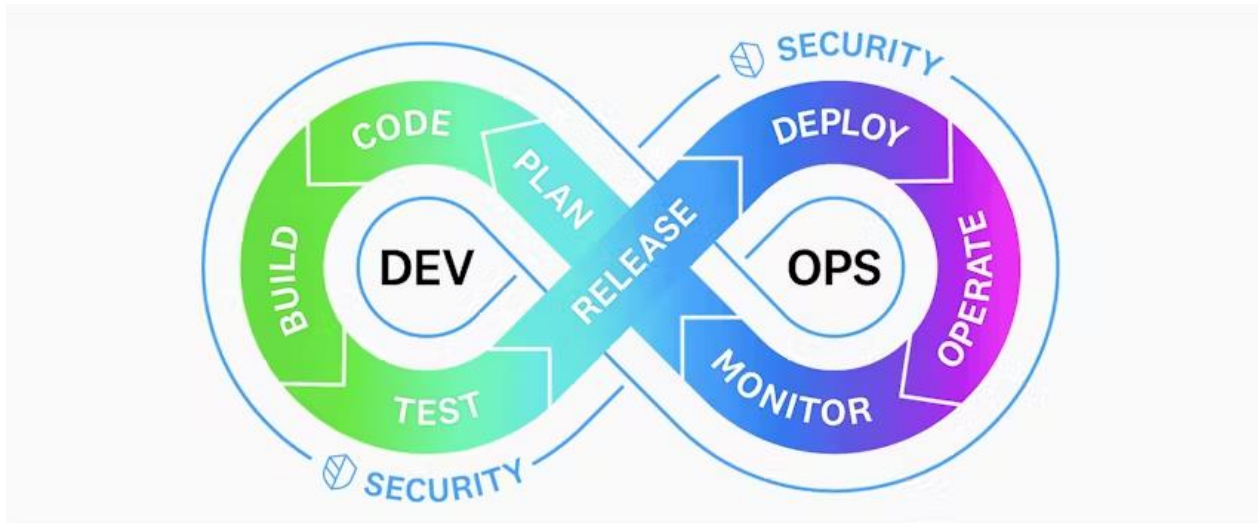 SECURITY
CODE
DEPLOY
PLAN
BUILD
DEV
RELEASE
OPS
OPERATE
TEST
MONITOR
SECURITY